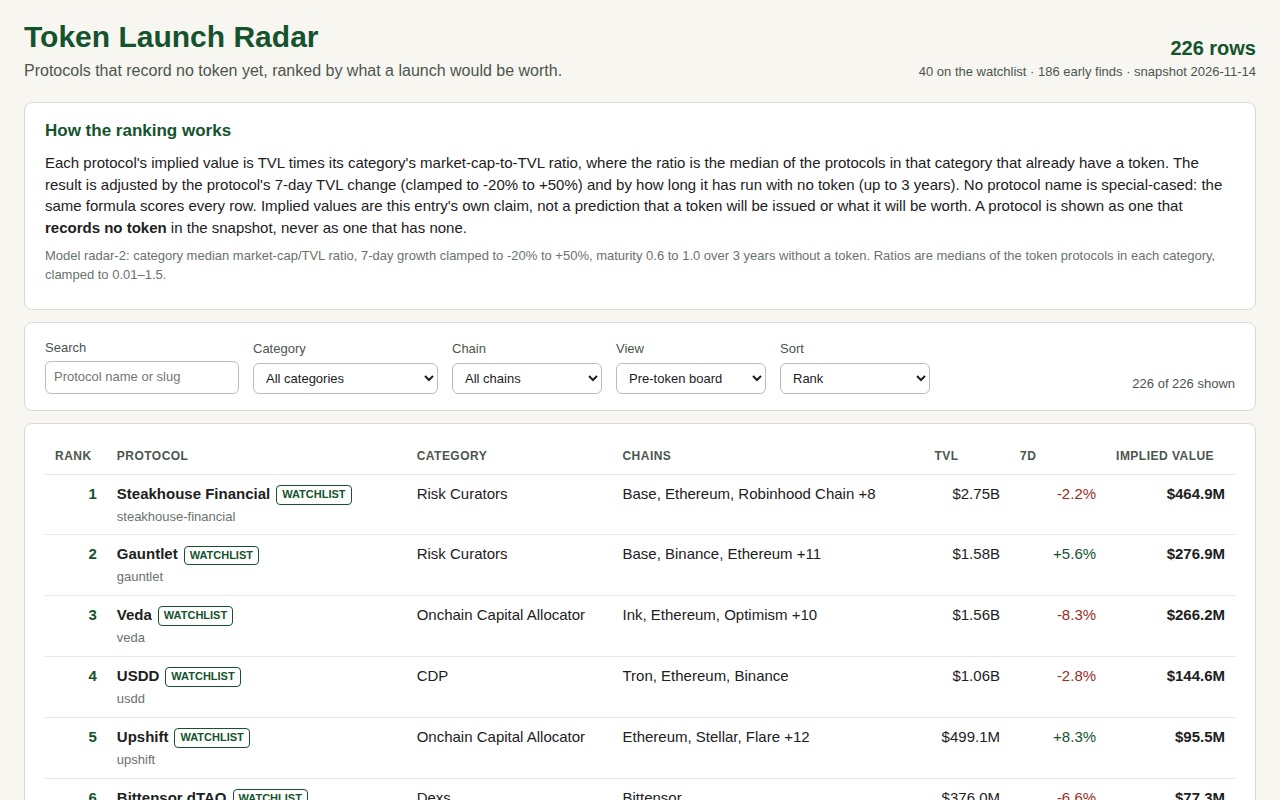 Token Launch Radar
Protocols that record no token yet, ranked by what a launch would be worth.
226 rows
40 on the watchlist · 186 early finds · snapshot 2026-11-14
How the ranking works
Each protocol's implied value is TVL times its category's market-cap-to-TVL ratio, where the ratio is the median of the protocols in that category that already have a token. The
result is adjusted by the protocol's 7-day TVL change (clamped to -20% to +50%) and by how long it has run with no token (up to 3 years). No protocol name is special-cased: the
same formula scores every row. Implied values are this entry's own claim, not a prediction that a token will be issued or what it will be worth. A protocol is shown as one that
records no token in the snapshot, never as one that has none.
Model radar-2: category median market-cap/TVL ratio, 7-day growth clamped to -20% to +50%, maturity 0.6 to 1.0 over 3 years without a token. Ratios are medians of the token protocols in each category,
clamped to 0.01–1.5.
Search Category Chain View Sort
Protocol name or slug All categories All chains Pre-token board Rank 226 of 226 shown
RANK PROTOCOL CATEGORY CHAINS TVL 7D IMPLIED VALUE
1 Steakhouse Financial WATCHLIST Risk Curators Base, Ethereum, Robinhood Chain +8 $2.75B -2.2% $464.9M
steakhouse-financial
2 Gauntlet WATCHLIST Risk Curators Base, Binance, Ethereum +11 $1.58B +5.6% $276.9M
gauntlet
3 Veda WATCHLIST Onchain Capital Allocator Ink, Ethereum, Optimism +10 $1.56B -8.3% $266.2M
veda
4 USDD WATCHLIST CDP Tron, Ethereum, Binance $1.06B -2.8% $144.6M
usdd
5 Upshift WATCHLIST Onchain Capital Allocator Ethereum, Stellar, Flare +12 $499.1M +8.3% $95.5M
upshift
6 Bittensor dTAO WATCHLIST Dexs Bittensor $376.0M -6.6% $77.3M